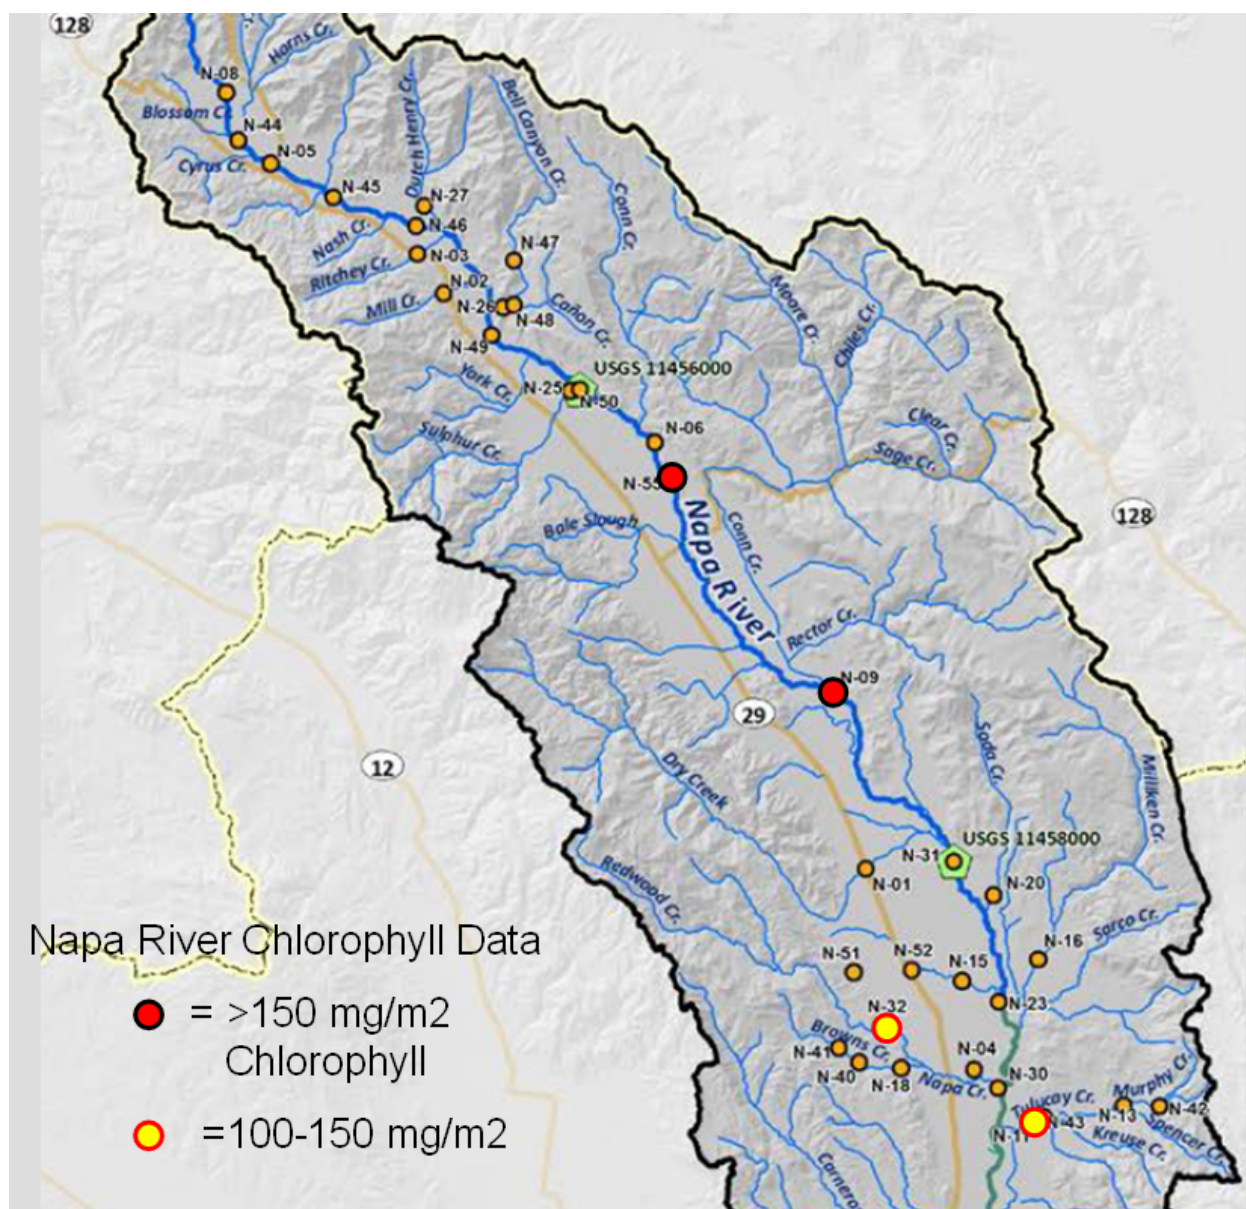 128
Horns Cr.
N-08
Blossom Cr.
N-44
N-05
Cyrus Cr.
N-45
Dutch Henry Cr.
N-27
Bell Canyon Cr.
N-46
Nash Cr.
Conn Cr.
N-03
N-47
Ritchey Cr.
N-02
Mill Cr.
N-26
N-48
Cañon Cr.
Moore Cr.
Chiles Cr.
N-49
York Cr.
USGS 11456000
N-25
N-50
Sulphur Cr.
N-06
Clear Cr.
Sage Cr.
N-55
128
Bale Slough
Conn Cr.
Napa River
Rector Cr.
N-09
29
Soda Cr.
12
Dry Creek
Milliken Cr.
USGS 11458000
N-31
N-01
N-20
Redwood Cr.
Sarco Cr.
Napa River Chlorophyll Data
N-51
N-52
N-15
N-16
N-23
= >150 mg/m2
Chlorophyll
N-32
Browns Cr.
N-41
N-40
N-18
N-04
Napa Cr.
N-30
Murphy Cr.
Tulucay Cr.
N-13
N-42
N-43
N-11
Spencer Cr.
Kreuse Cr.
=100-150 mg/m2